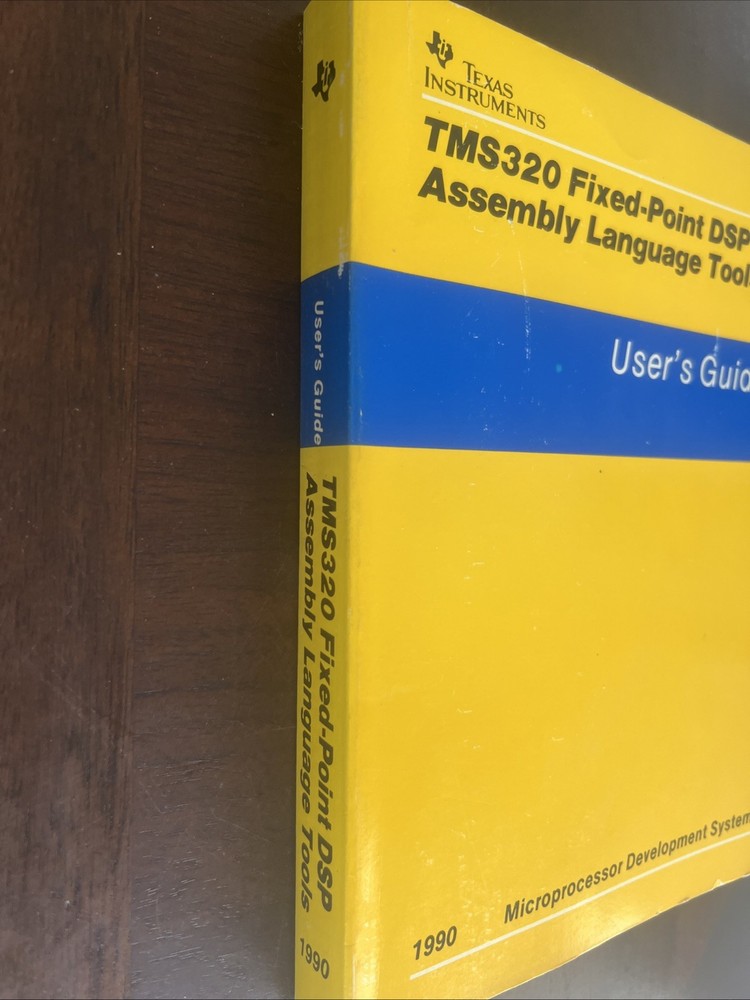 TEXAS
INSTRUMENTS
TMS320 Fixed-Point DSP
Assembly Language Tools
User's Guide
1990
Microprocessor Development System
User's Guide
TMS320 Fixed-Point DSP
Assembly Language Tools
1990